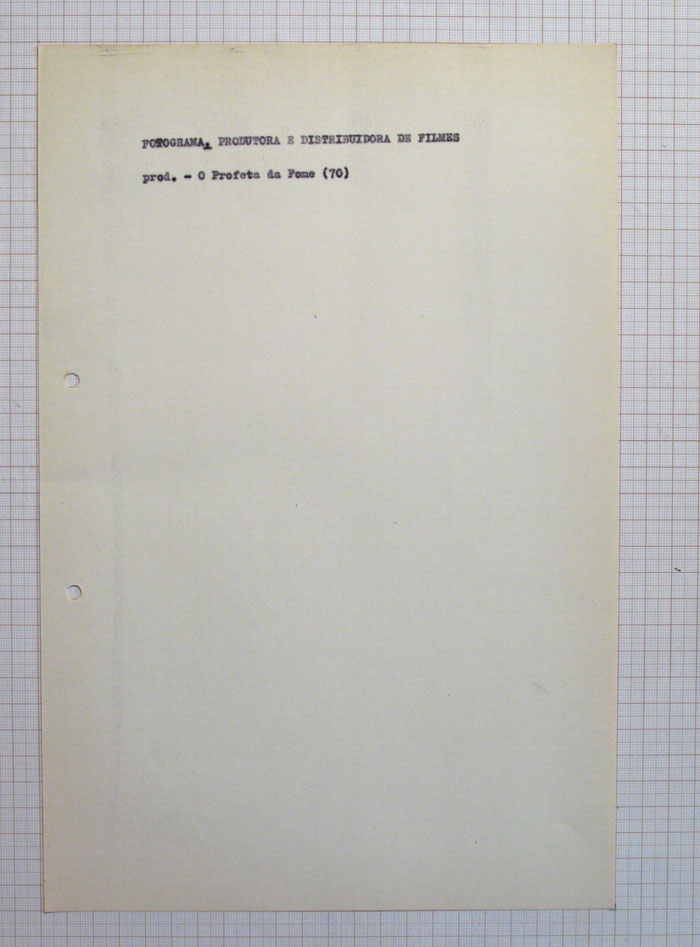 FOTOGRAMA, PRODUTORA E DISTRIBUIDORA DE FILMES
prod. - O Profeta da Fome (70)